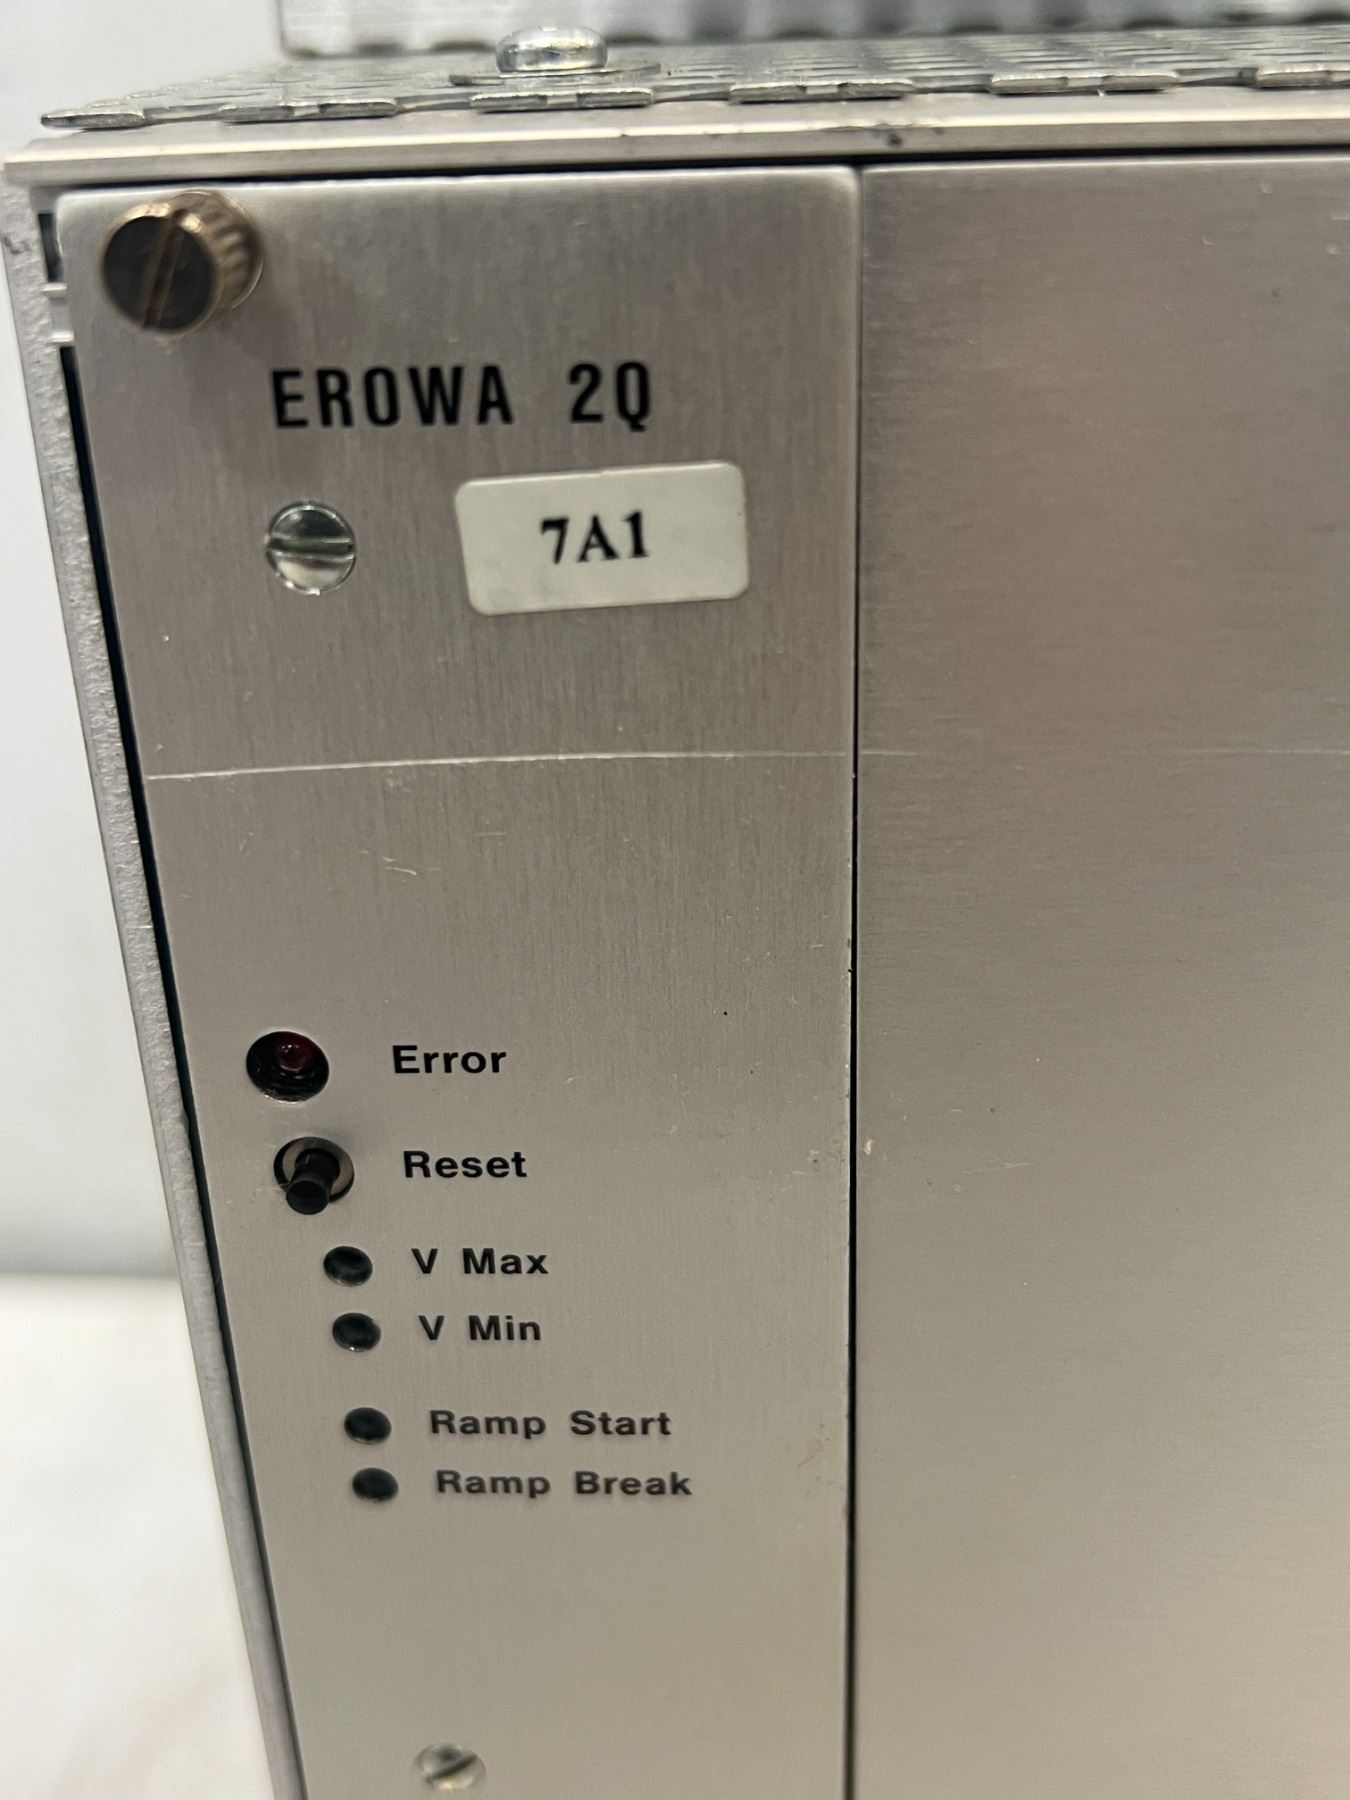 EROWA 2Q
7A1
Error
Reset
V Max
V Min
Ramp Start
Ramp Break